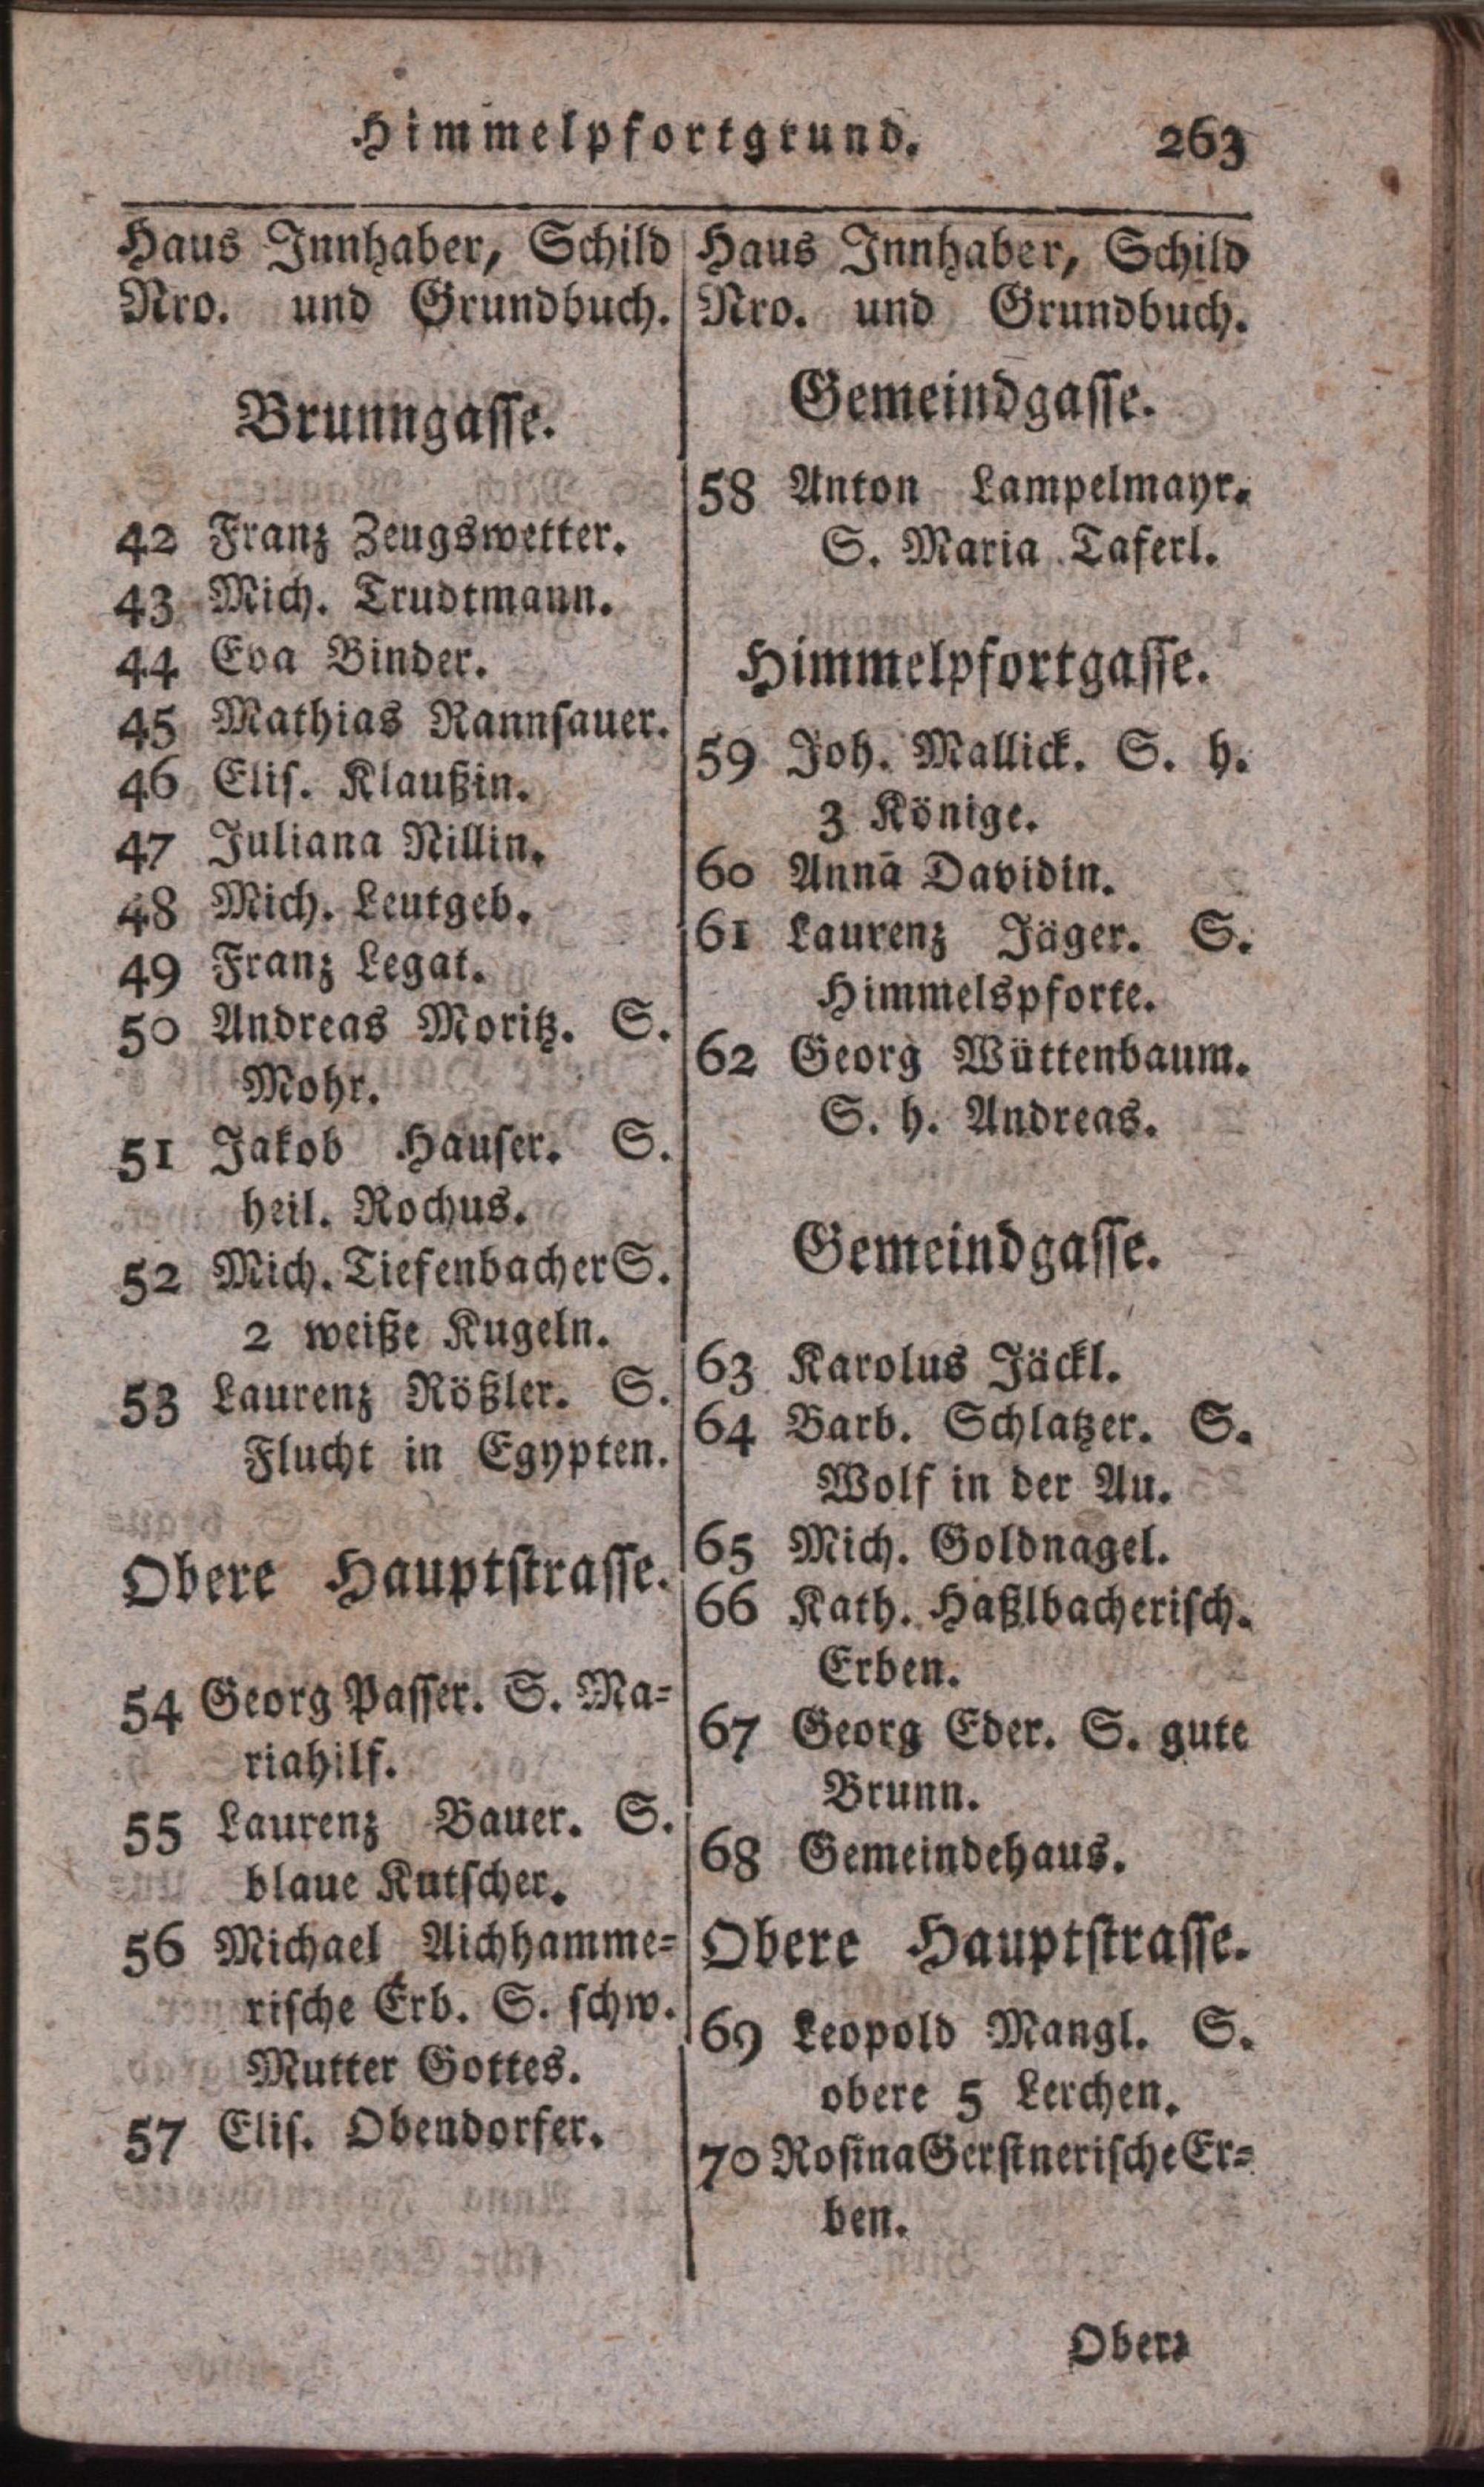 Himmelpfortgrund. 263
Haus Innhaber, Schild
Nro. und Grundbuch.
Brunngasse.
42 Franz Zeugswetter.
43 Mich. Trudtmann.
44 Eva Binder.
45 Mathias Rannsauer.
46 Elis. Klaußin.
47 Juliana Nillin.
48 Mich. Leutgeb.
49 Franz Legat.
50 Andreas Moritz. S.
Mohr.
51 Jakob Hauser. S.
heil. Rochus.
52 Mich. Tiefenbacher S.
2 weiße Kugeln.
53 Laurenz Rößler. S.
Flucht in Egypten.
Obere Hauptstrasse.
54 Georg Passer. S. Ma-
riahilf.
55 Laurenz Bauer. S.
blaue Kutscher.
56 Michael Aichhamme-
rische Erb. S. schw.
Mutter Gottes.
57 Elis. Obendorfer.
Haus Innhaber, Schild
Nro. und Grundbuch.
Gemeindgasse.
58 Anton Lampelmayr.
S. Maria Taferl.
Himmelpfortgasse.
59 Joh. Mallick. S. h.
3 Könige.
60 Anna Davidin.
61 Laurenz Jäger. S.
Himmelspforte.
62 Georg Wüttenbaum.
S. h. Andreas.
Gemeindgasse.
63 Karolus Jäckl.
64 Barb. Schlatzer. S.
Wolf in der Au.
65 Mich. Goldnagel.
66 Kath. Haßlbacherisch.
Erben.
67 Georg Eder. S. gute
Brunn.
68 Gemeindehaus.
Obere Hauptstrasse.
69 Leopold Mangl. S.
obere 5 Lerchen.
70 Rosina Gerstnerische Er-
ben.
Ober-